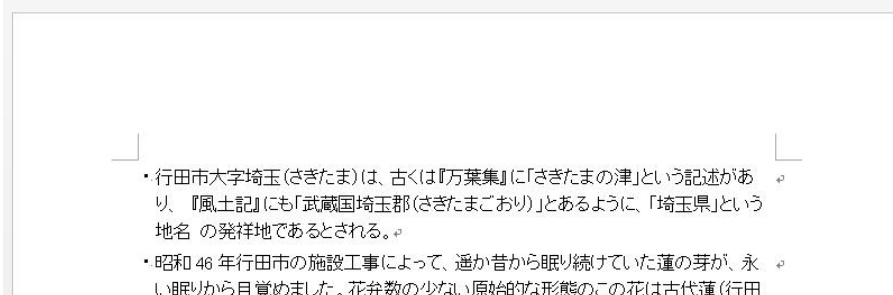 ・行田市大字埼玉(さきたま)は、古くは『万葉集』に「さきたまの津」という記述があ
り、『風土記』にも「武蔵国埼玉郡(さきたまごおり)」とあるように、「埼玉県」という
地名 の発祥地であるとされる。
・昭和 46 年行田市の施設工事によって、遥か昔から眠り続けていた蓮の芽が、永
い眠りから目覚めました。花弁数の少ない原始的な形態のこの花は古代蓮(行田